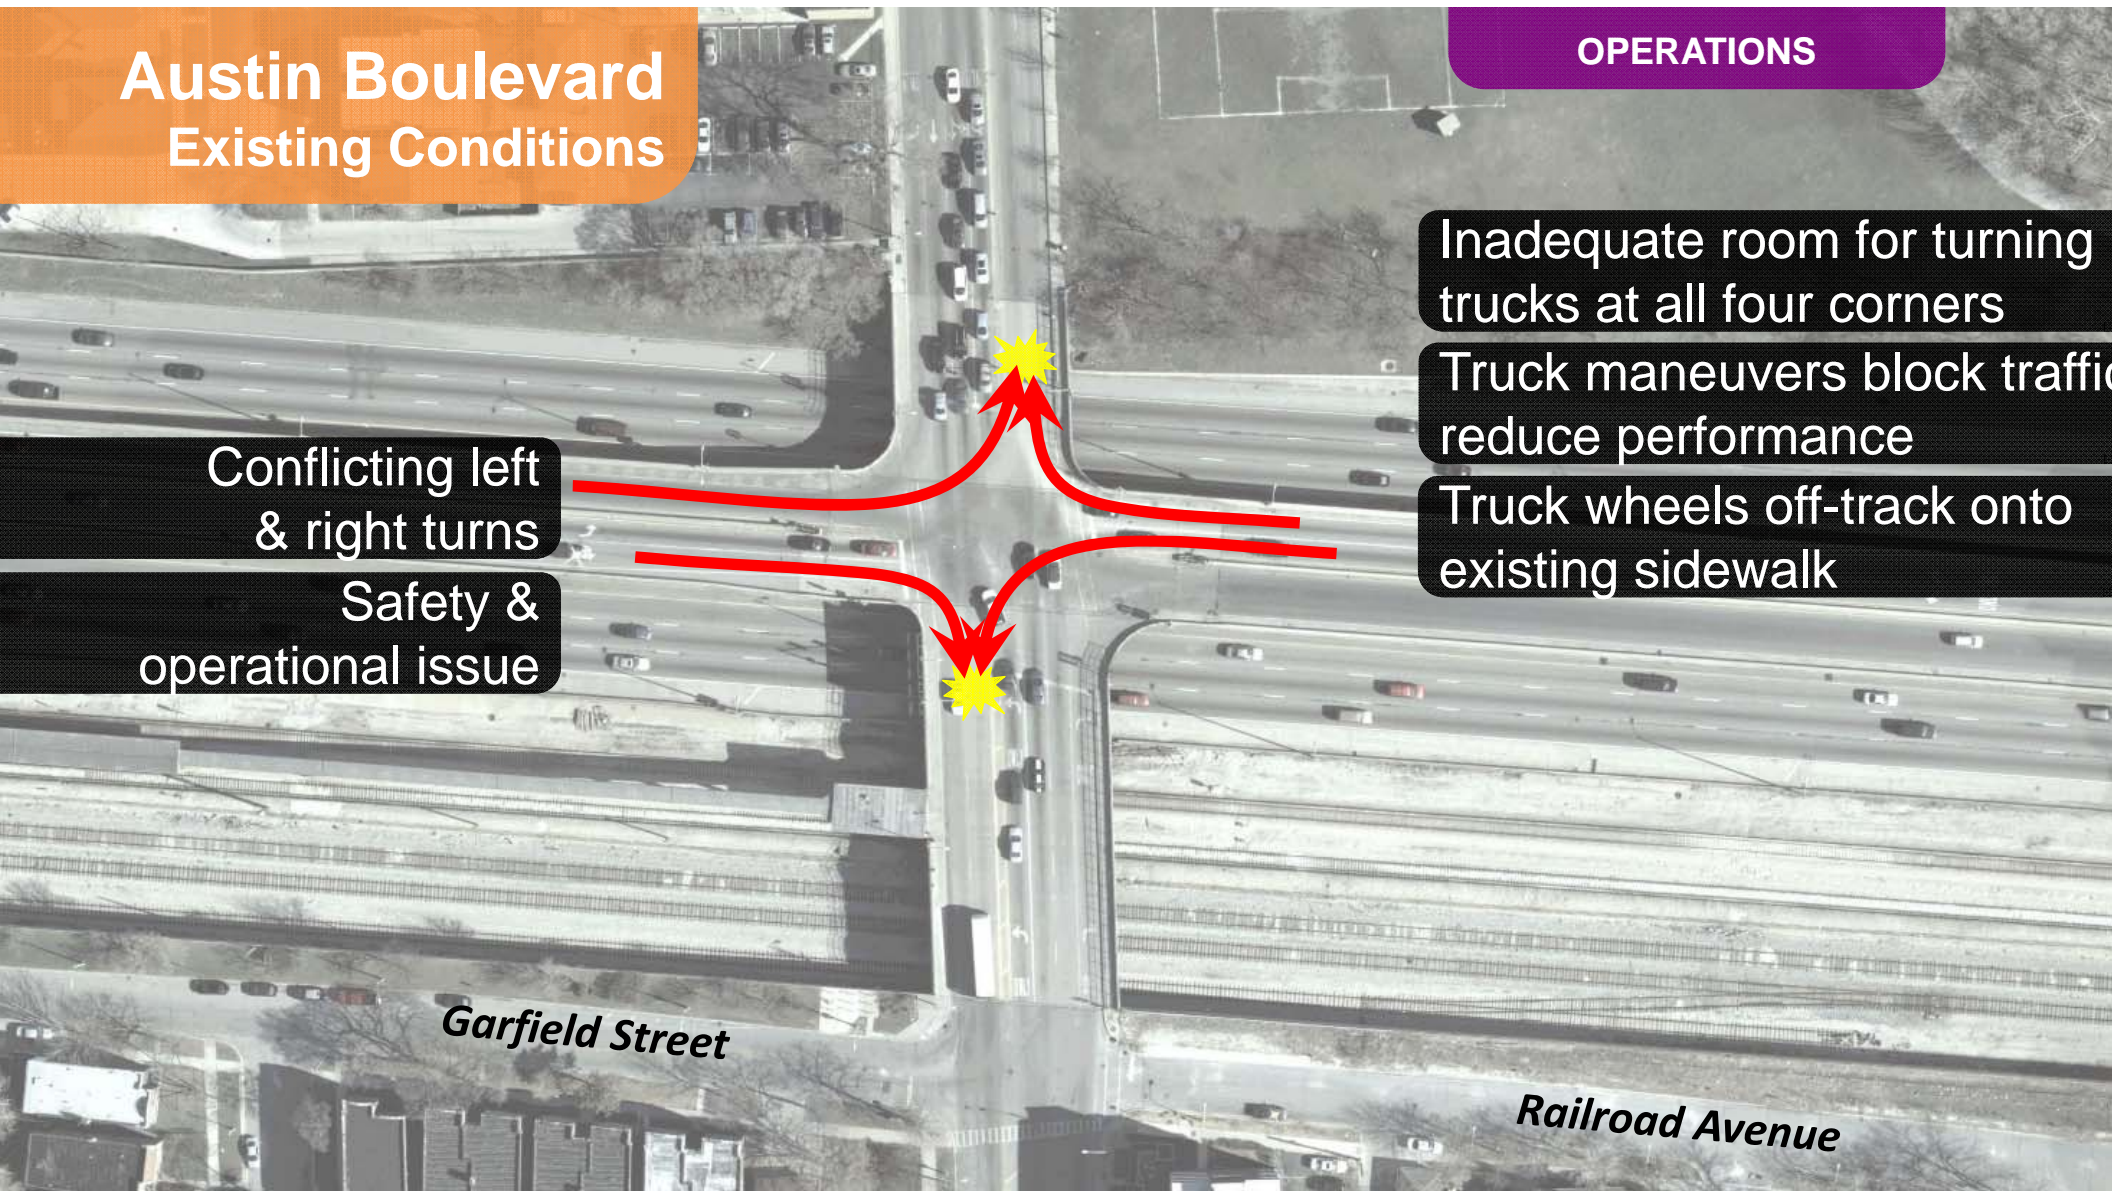 Austin Boulevard
Existing Conditions
OPERATIONS
Inadequate room for turning
trucks at all four corners
Truck maneuvers block traffic
reduce performance
Truck wheels off-track onto
existing sidewalk
Conflicting left
& right turns
Safety &
operational issue
Garfield Street
Railroad Avenue